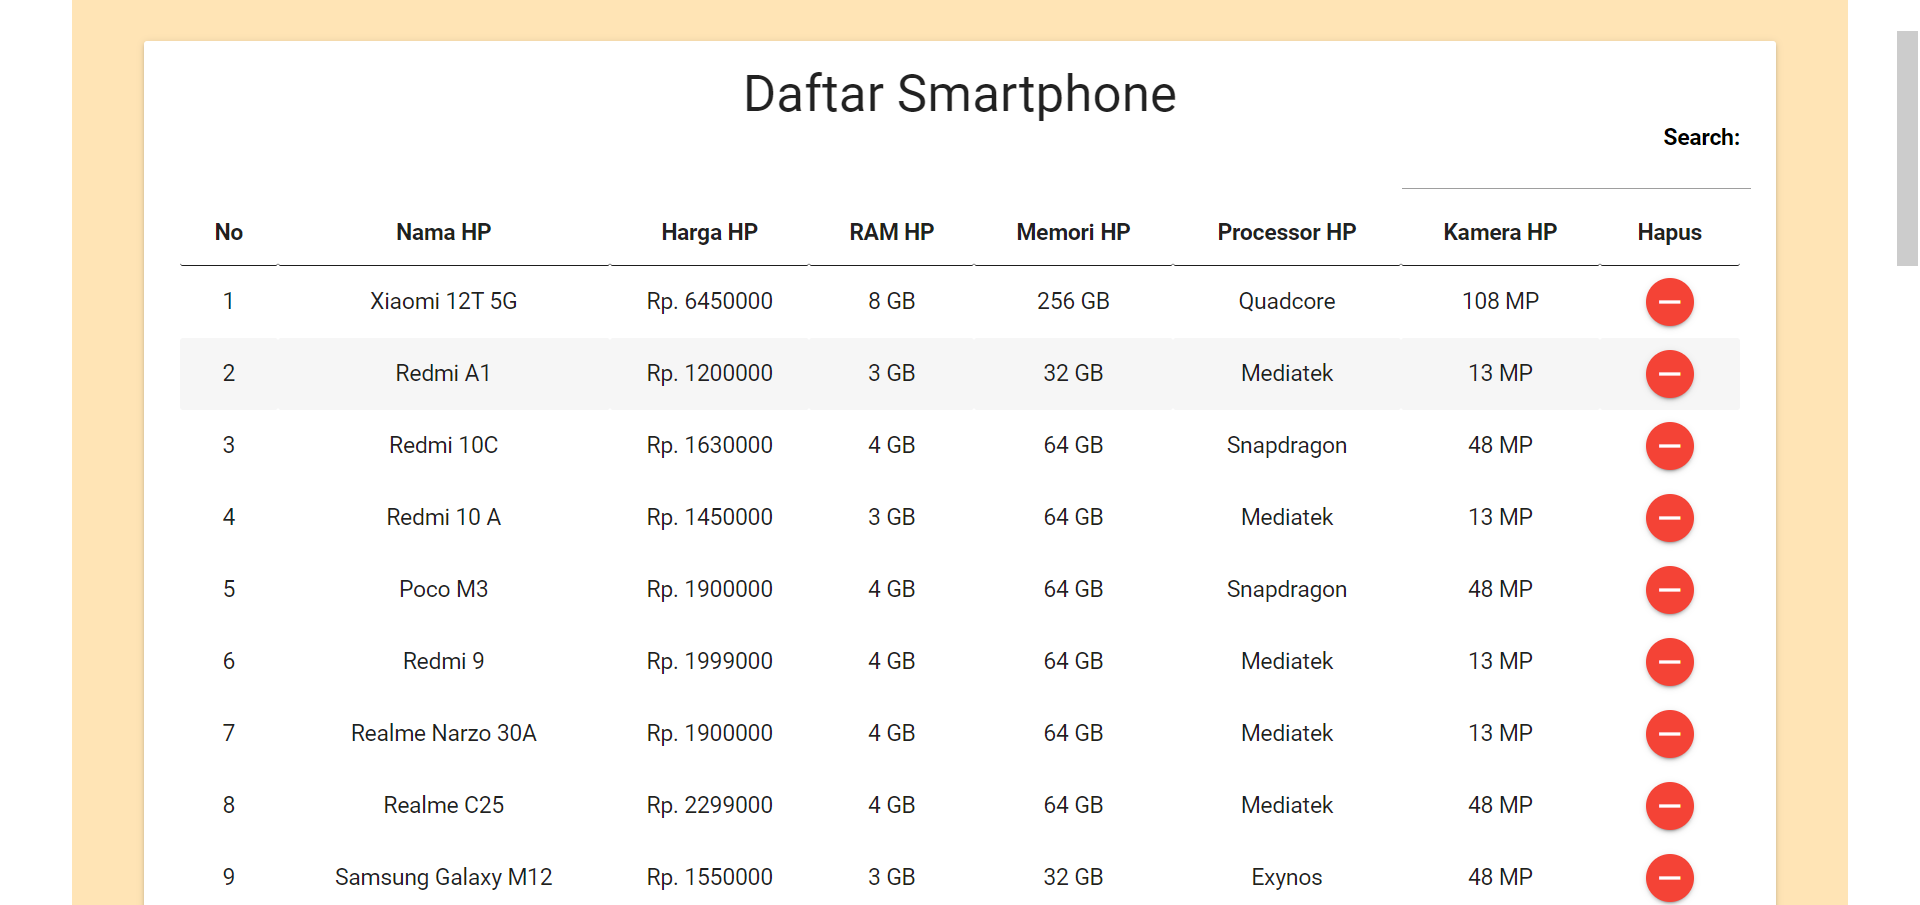 Daftar Smartphone
Search:
No Nama HP Harga HP RAM HP Memori HP Processor HP Kamera HP Hapus
1 Xiaomi 12T 5G Rp. 6450000 8 GB 256 GB Quadcore 108 MP
2 Redmi A1 Rp. 1200000 3 GB 32 GB Mediatek 13 MP
3 Redmi 10C Rp. 1630000 4 GB 64 GB Snapdragon 48 MP
4 Redmi 10 A Rp. 1450000 3 GB 64 GB Mediatek 13 MP
5 Poco M3 Rp. 1900000 4 GB 64 GB Snapdragon 48 MP
6 Redmi 9 Rp. 1999000 4 GB 64 GB Mediatek 13 MP
7 Realme Narzo 30A Rp. 1900000 4 GB 64 GB Mediatek 13 MP
8 Realme C25 Rp. 2299000 4 GB 64 GB Mediatek 48 MP
9 Samsung Galaxy M12 Rp. 1550000 3 GB 32 GB Exynos 48 MP